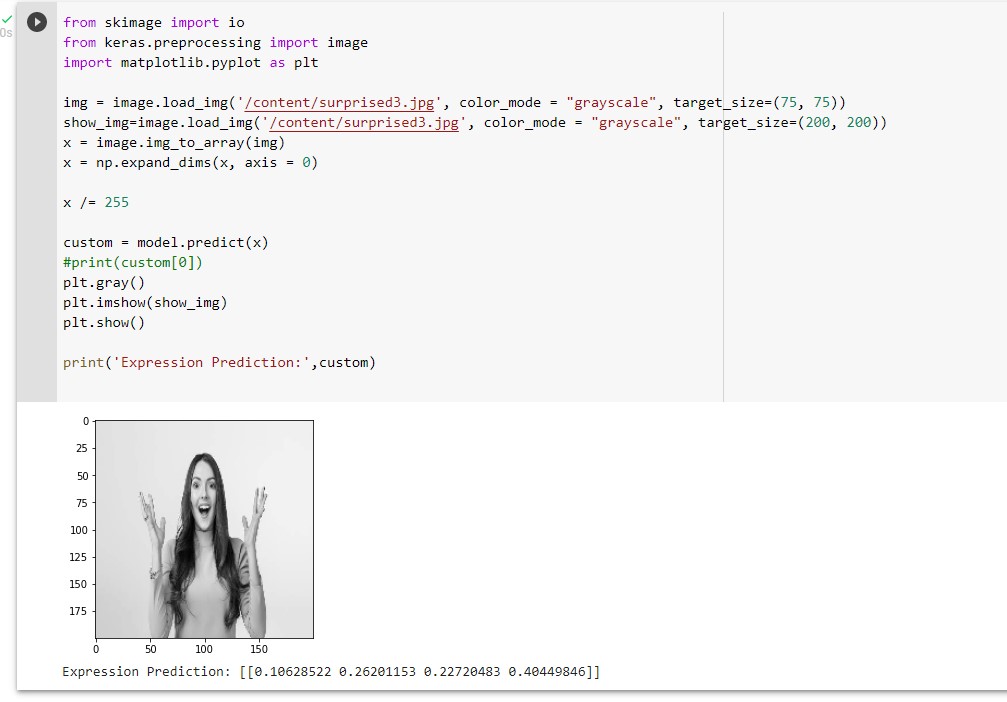 0s
from skimage import io
from keras.preprocessing import image
import matplotlib.pyplot as plt
img = image.load_img('/content/surprised3.jpg', color_mode = "grayscale", target_size=(75, 75))
show_img=image.load_img('/content/surprised3.jpg', color_mode = "grayscale", target_size=(200, 200))
x = image.img_to_array(img)
x = np.expand_dims(x, axis = 0)
x /= 255
custom = model.predict(x)
#print(custom[0])
plt.gray()
plt.imshow(show_img)
plt.show()
print('Expression Prediction:',custom)
0
25
50
75
100
125
150
175
0 50 100 150
Expression Prediction: [[0.10628522 0.26201153 0.22720483 0.40449846]]